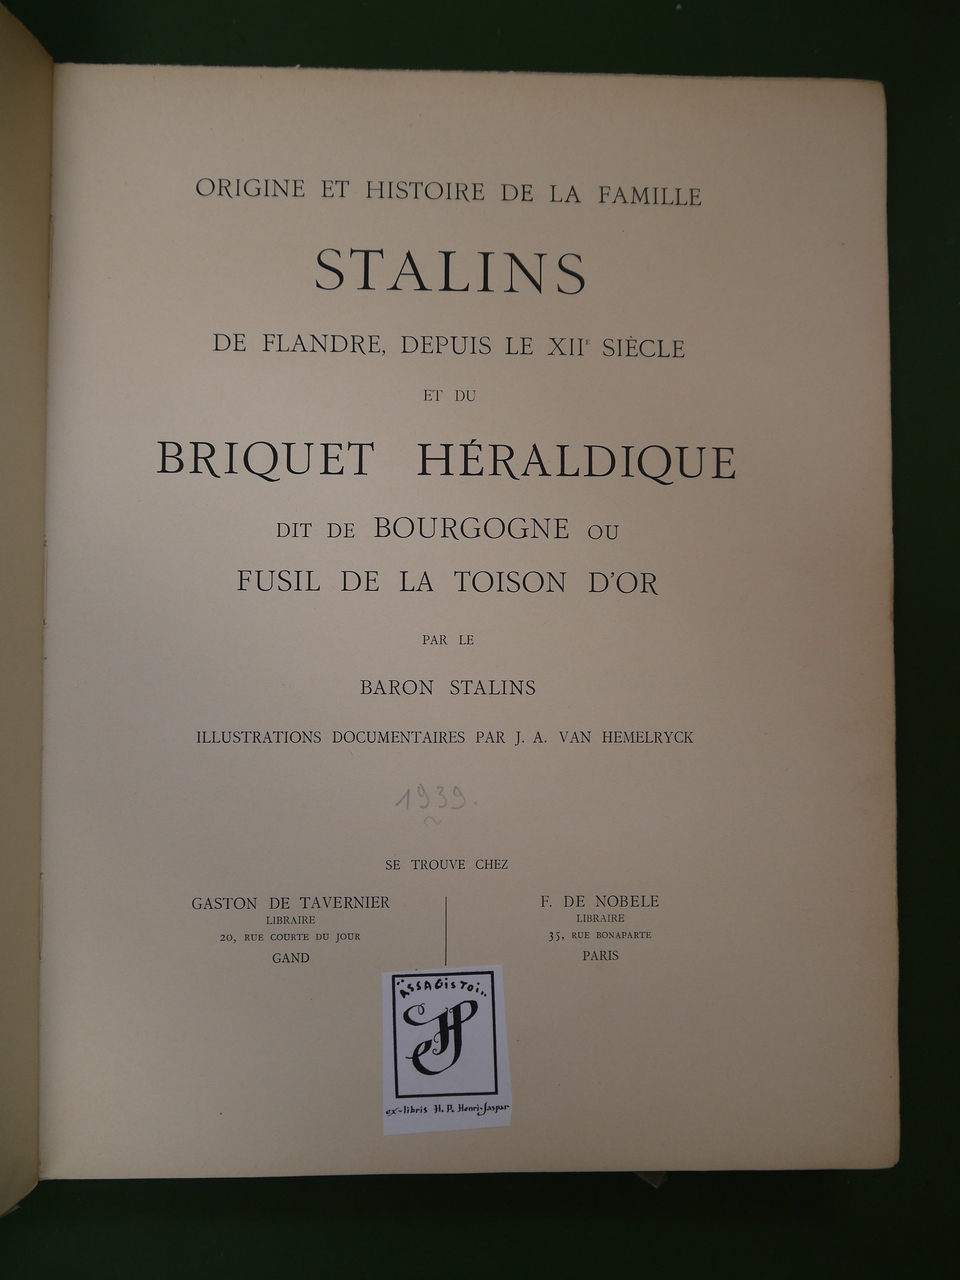 ORIGINE ET HISTOIRE DE LA FAMILLE
STALINS
DE FLANDRE, DEPUIS LE XIIE SIÈCLE
ET DU
BRIQUET HÉRALDIQUE
DIT DE BOURGOGNE OU
FUSIL DE LA TOISON D'OR
PAR LE
BARON STALINS
ILLUSTRATIONS DOCUMENTAIRES PAR J. A. VAN HEMELRYCK
1939.
SE TROUVE CHEZ
GASTON DE TAVERNIER
LIBRAIRE
20, RUE COURTE DU JOUR
GAND
F. DE NOBELE
LIBRAIRE
35, RUE BONAPARTE
PARIS
"ASSAGISTOI..
ex-libris H. P. Henri-Jaspar